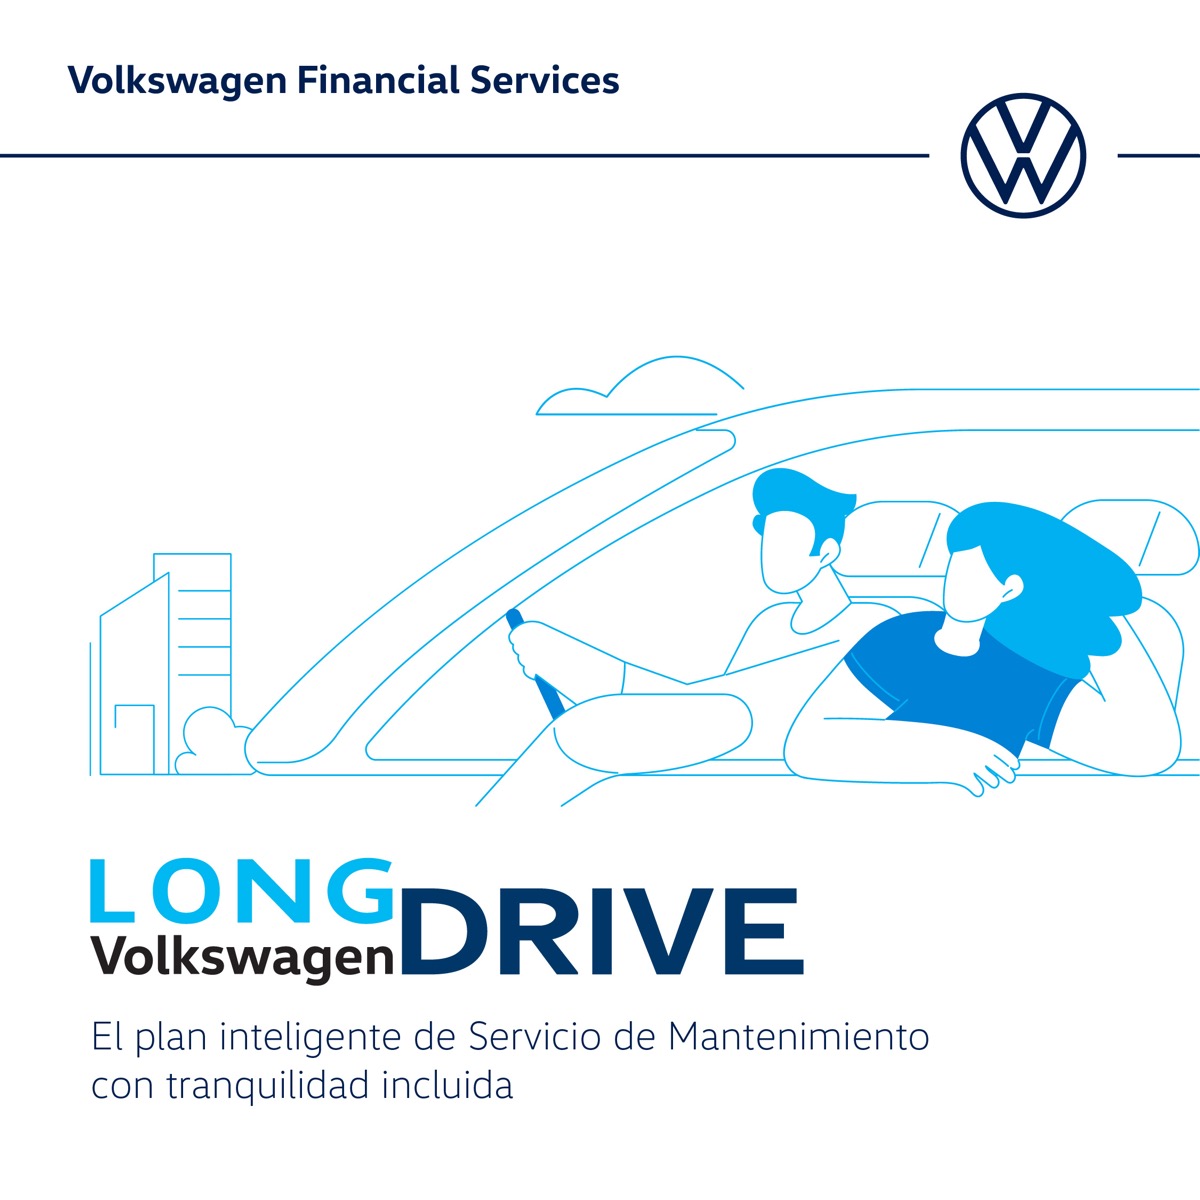 Volkswagen Financial Services
LONG
Volkswagen DRIVE
El plan inteligente de Servicio de Mantenimiento
con tranquilidad incluida